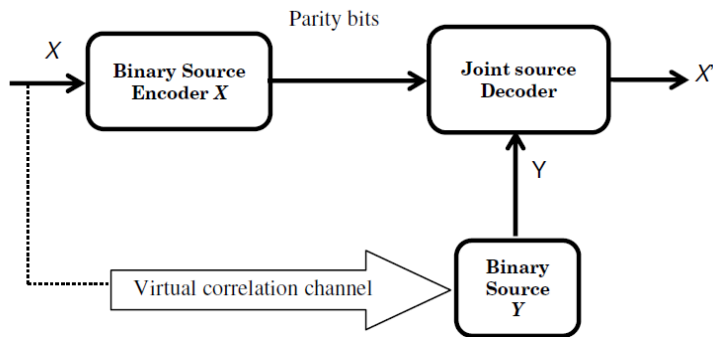 Parity bits
X
Binary Source
Encoder X
Joint source
Decoder
X'
Y
Virtual correlation channel
Binary
Source
Y